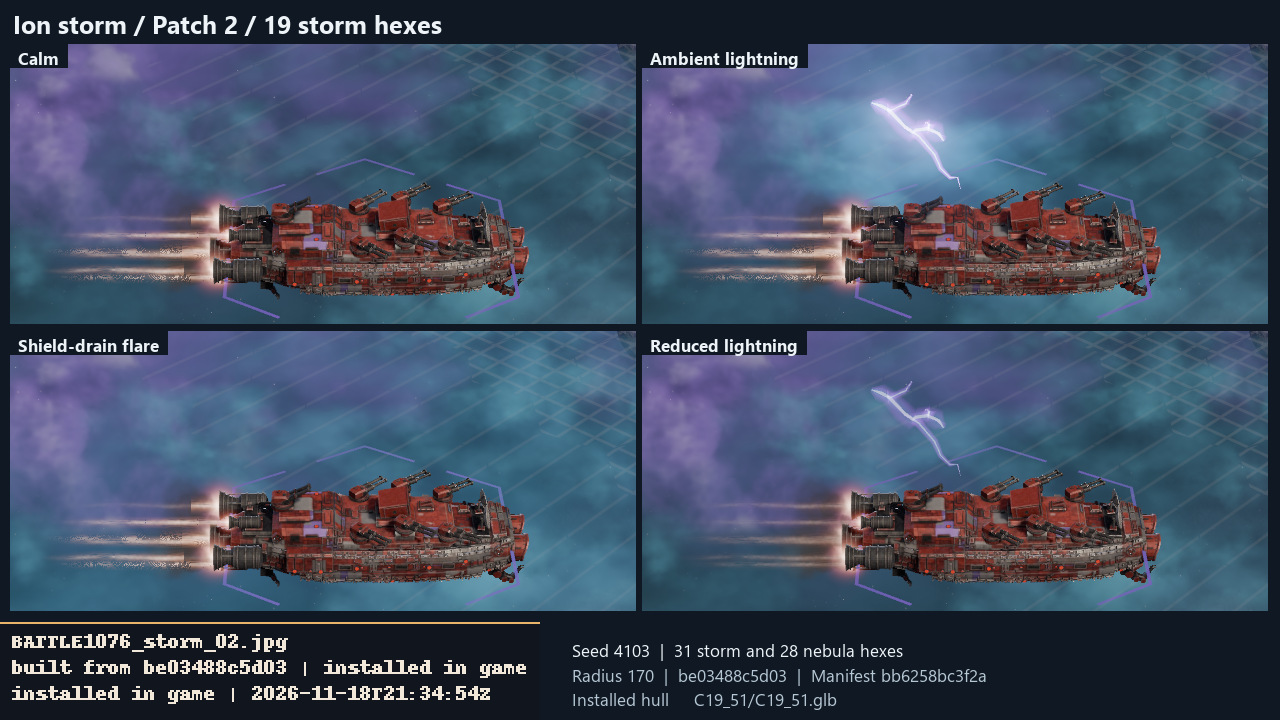 Ion storm / Patch 2 / 19 storm hexes
Calm
Ambient lightning
Shield-drain flare
Reduced lightning
BATTLE1076_storm_02.jpg
built from be03488c5d03 | installed in game
installed in game | 2026-11-18T21:34:54Z
Seed 4103 | 31 storm and 28 nebula hexes
Radius 170 | be03488c5d03 | Manifest bb6258bc3f2a
Installed hull C19_51/C19_51.glb